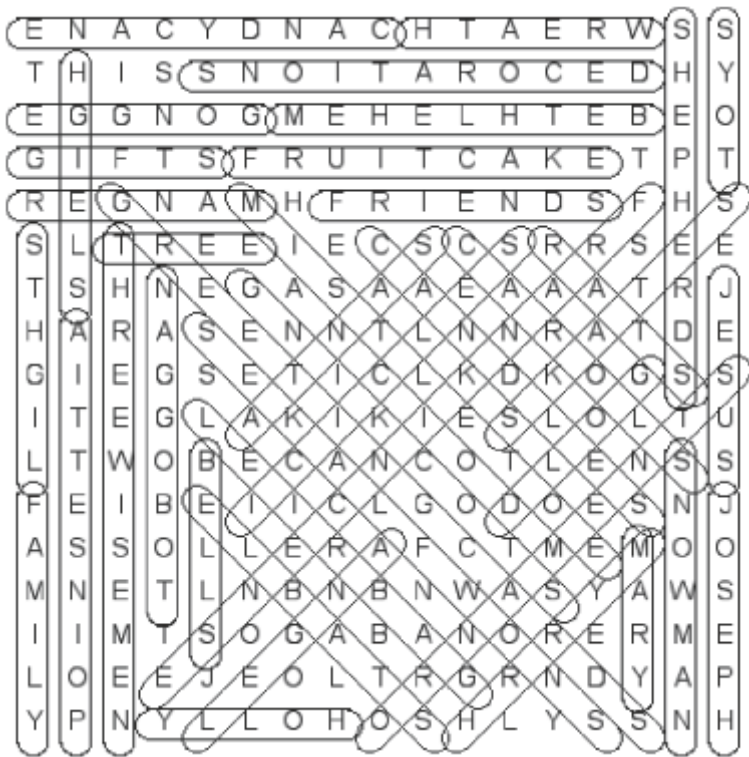 E N A C Y D N A C H T A E R W S S
T H I S S N O I T A R O C E D H Y
E G G N O G M E H E L H T E B E O
G I F T S F R U I T C A K E T P T
R E G N A M H F R I E N D S F H S
S L T R E E I E C S C S R R S E E
T S H N E G A S A A E A A A T R J
H A R A S E N N T L N N R A T D E
G I E G S E T I C L K D K O G S S
I T E G L A K I K I E S L O L T U
L T W O B E C A N C O T L E N S S
F E I B E I I C L G O D O E S N J
A S S O L L E R A F C T M E M O O
M N E T L N B N B N W A S Y A W S
I I M T S O G A B A N O R E R M E
L O E E J E O L T R G R N D Y A P
Y P N Y L L O H O S H L Y S S N H